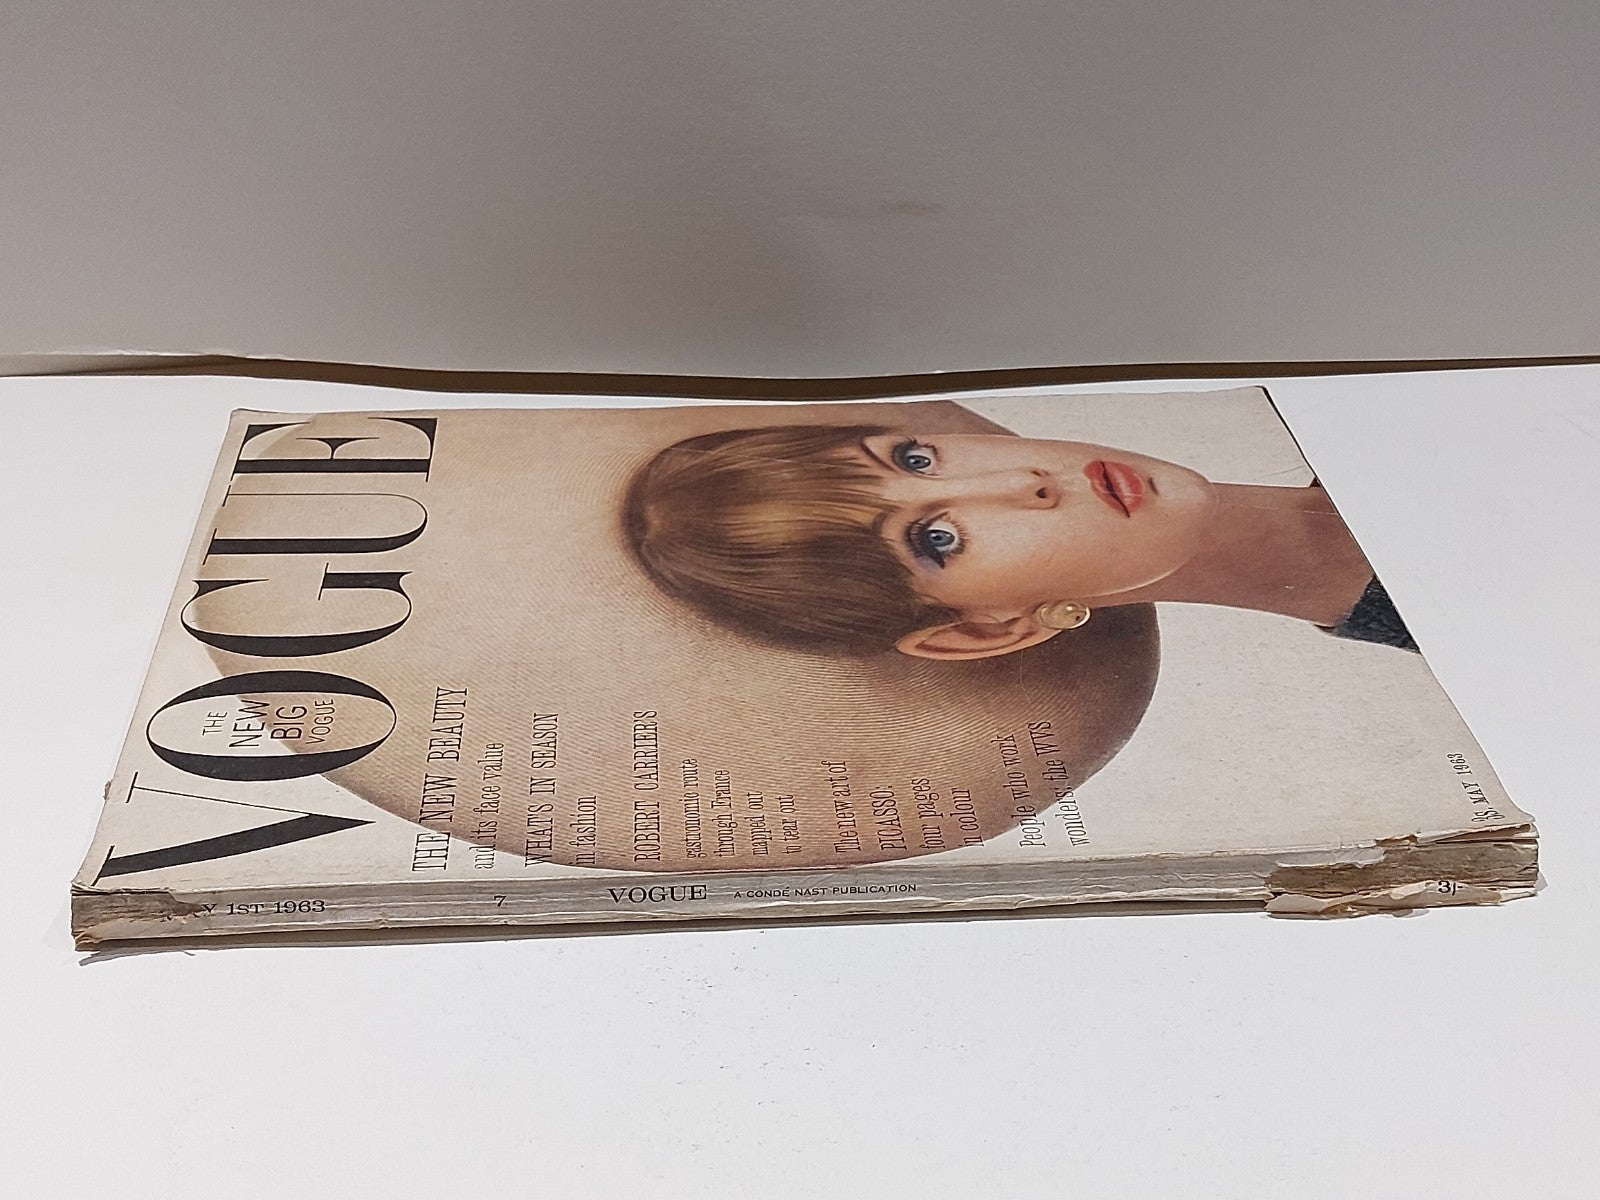 VOGUE
THE
NEW
BIG
VOGUE
THE NEW BEAUTY
and its face value
WHAT'S IN SEASON
in fashion
ROBERT CARRIER'S
gastronomic route
through France
mapped out
to tear out
The new art of
PICASSO:
four pages
in colour
People who work
wonders: the WVS
3S. MAY 1963
MAY 1ST 1963
7
VOGUE
A CONDÉ NAST PUBLICATION
3/-